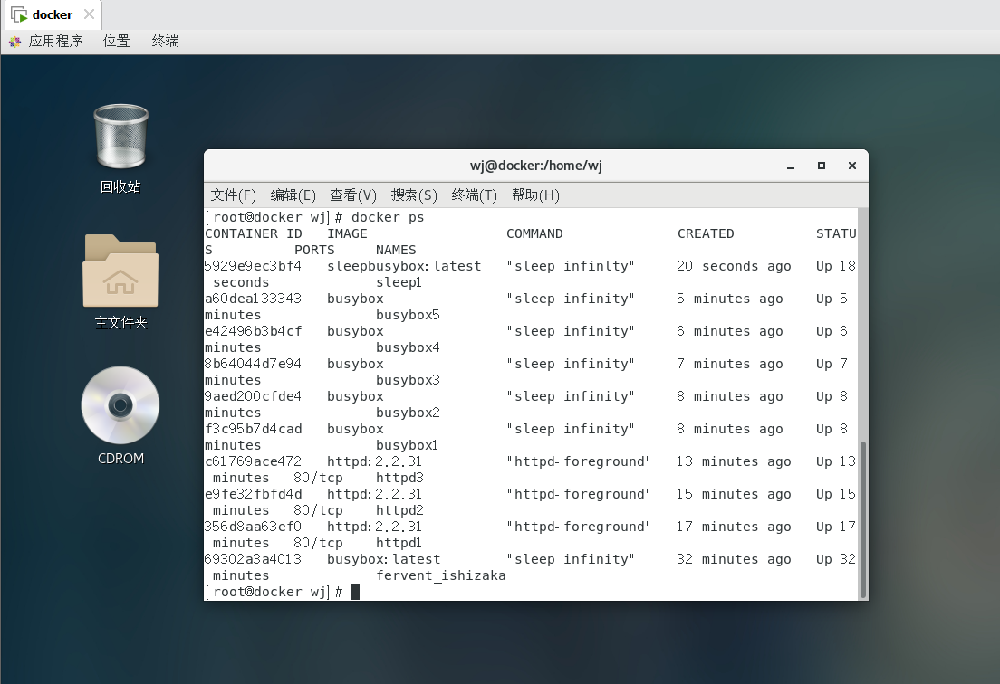 docker
应用程序 位置 终端
回收站
主文件夹
CDROM
wj@docker:/home/wj
文件(F) 编辑(E) 查看(V) 搜索(S) 终端(T) 帮助(H)
[root@docker wj]# docker ps
CONTAINER ID IMAGE COMMAND CREATED STATU
S PORTS NAMES
5929e9ec3bf4 sleepbusybox:latest "sleep infinlty" 20 seconds ago Up 18
seconds sleep1
a60dea133343 busybox "sleep infinity" 5 minutes ago Up 5
minutes busybox5
e42496b3b4cf busybox "sleep infinity" 6 minutes ago Up 6
minutes busybox4
8b64044d7e94 busybox "sleep infinity" 7 minutes ago Up 7
minutes busybox3
9aed200cfde4 busybox "sleep infinity" 8 minutes ago Up 8
minutes busybox2
f3c95b7d4cad busybox "sleep infinity" 8 minutes ago Up 8
minutes busybox1
c61769ace472 httpd:2.2.31 "httpd-foreground" 13 minutes ago Up 13
minutes 80/tcp httpd3
e9fe32fbfd4d httpd:2.2.31 "httpd-foreground" 15 minutes ago Up 15
minutes 80/tcp httpd2
356d8aa63ef0 httpd:2.2.31 "httpd-foreground" 17 minutes ago Up 17
minutes 80/tcp httpd1
69302a3a4013 busybox:latest "sleep infinity" 32 minutes ago Up 32
minutes fervent_ishizaka
[root@docker wj]#